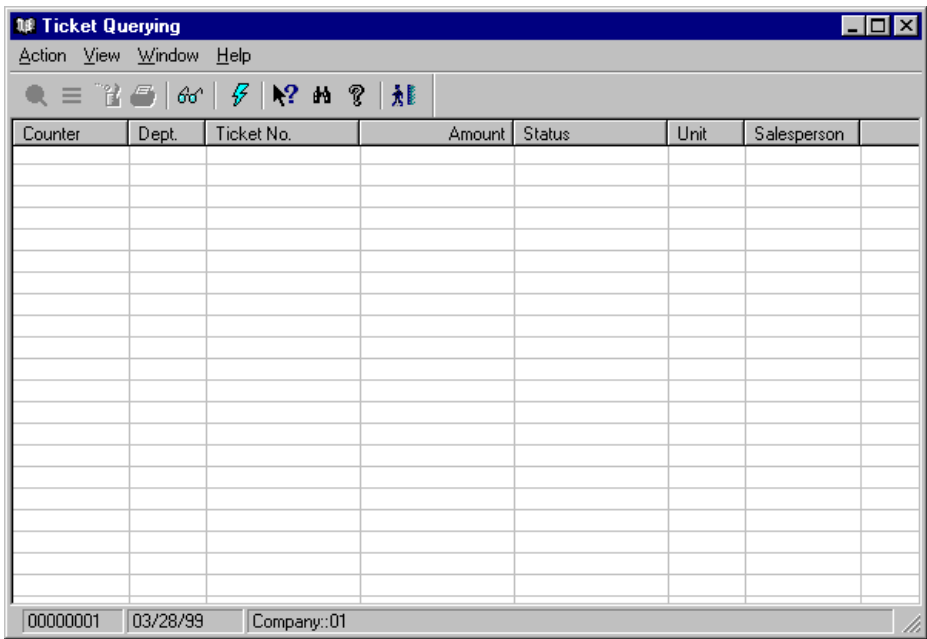 Ticket Querying
Action View Window Help
Counter Dept. Ticket No. Amount Status Unit Salesperson
00000001 03/28/99 Company::01